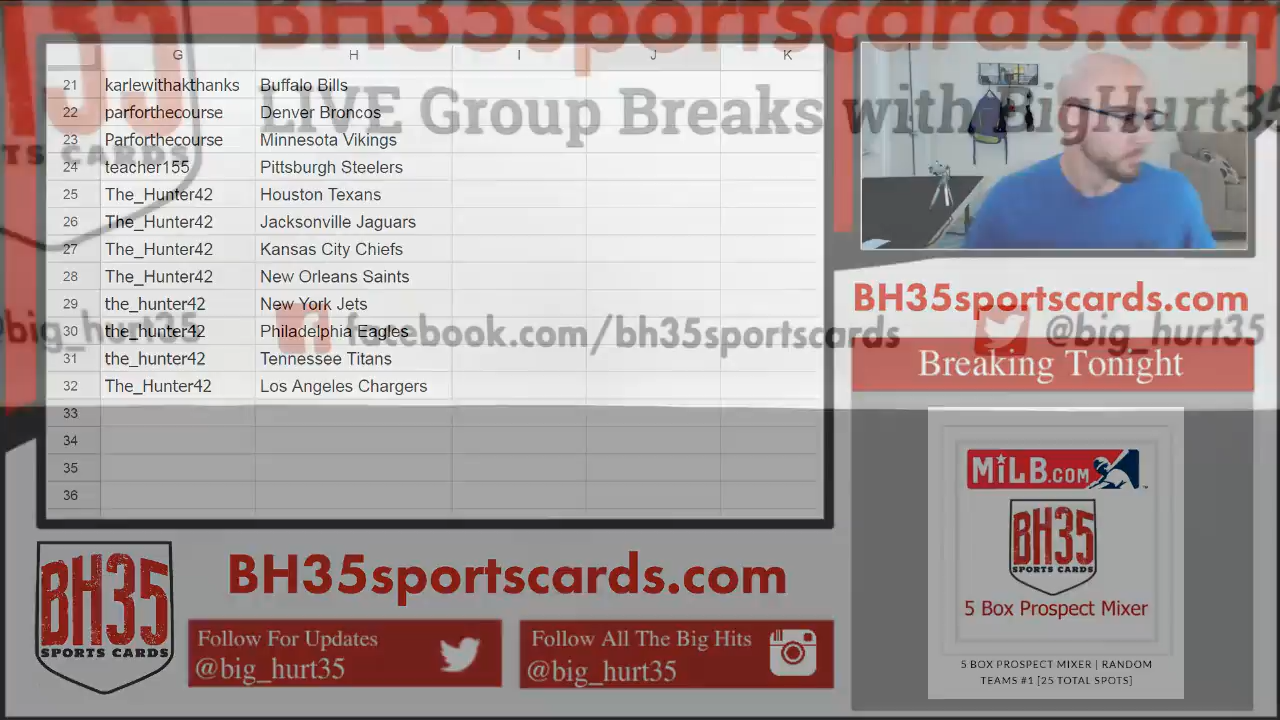 BH35sportscards.com
LIVE Group Breaks with BigHurt35
G H I J K
21 karlewithakthanks Buffalo Bills
22 parforthecourse Denver Broncos
23 Parforthecourse Minnesota Vikings
24 teacher155 Pittsburgh Steelers
25 The_Hunter42 Houston Texans
26 The_Hunter42 Jacksonville Jaguars
27 The_Hunter42 Kansas City Chiefs
28 The_Hunter42 New Orleans Saints
29 the_hunter42 New York Jets
30 the_hunter42 Philadelphia Eagles
31 the_hunter42 Tennessee Titans
32 The_Hunter42 Los Angeles Chargers
33
34
35
36
@big_hurt35 facebook.com/bh35sportscards @big_hurt35
BH35sportscards.com
Breaking Tonight
MiLB.COM
BH35
SPORTS CARDS
5 Box Prospect Mixer
5 BOX PROSPECT MIXER | RANDOM
TEAMS #1 [25 TOTAL SPOTS]
BH35
SPORTS CARDS
BH35sportscards.com
Follow For Updates
@big_hurt35
Follow All The Big Hits
@big_hurt35